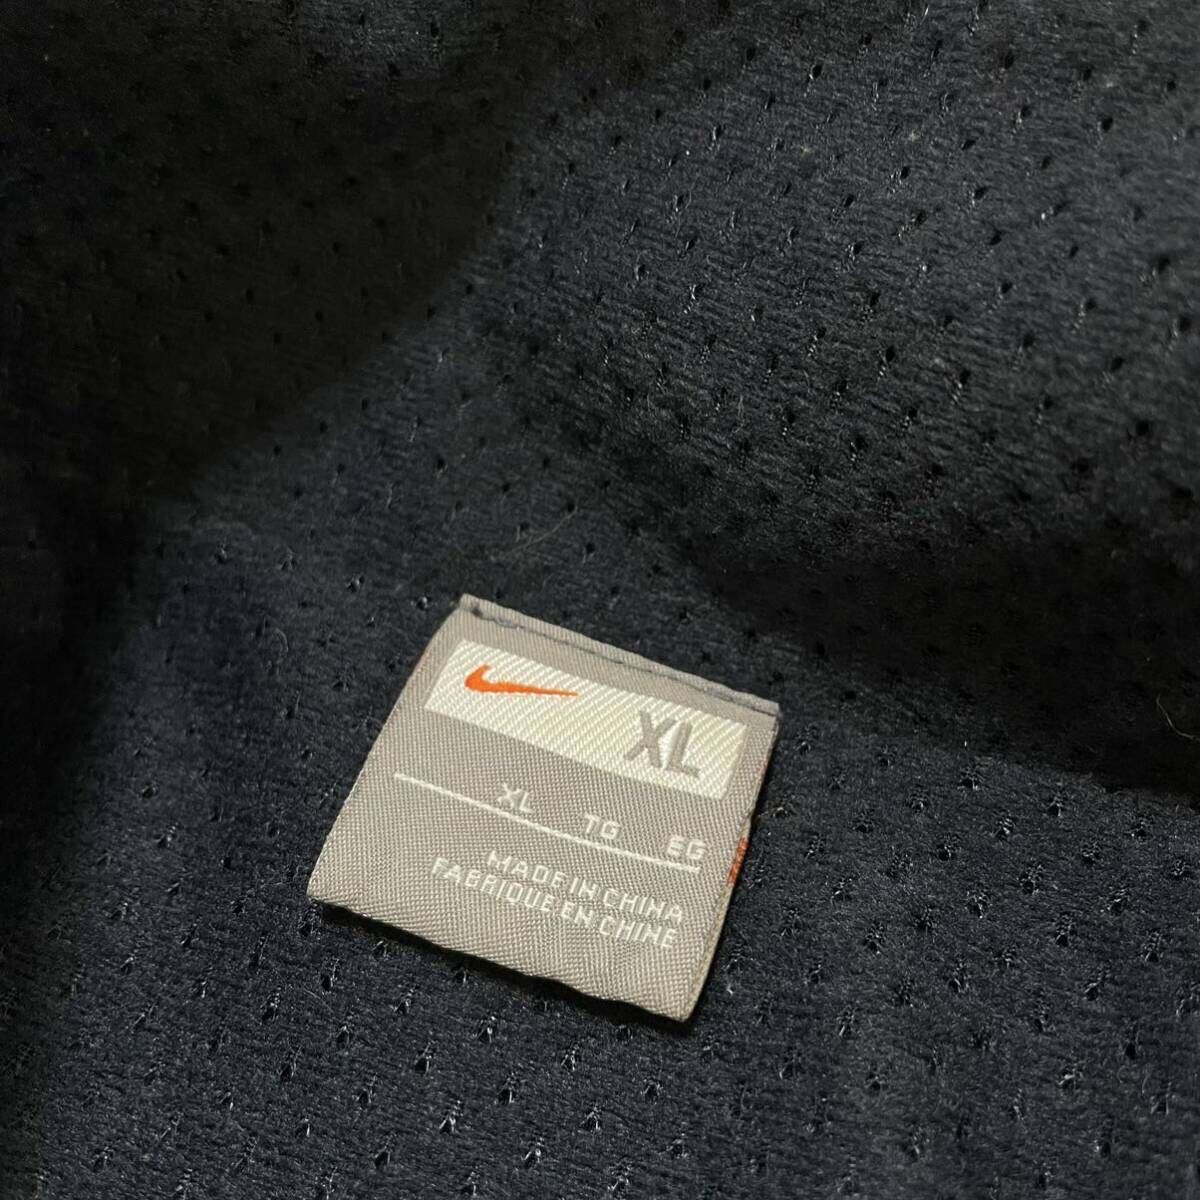 XL
XL TG EG
MADE IN CHINA
FABRIQUE EN CHINE